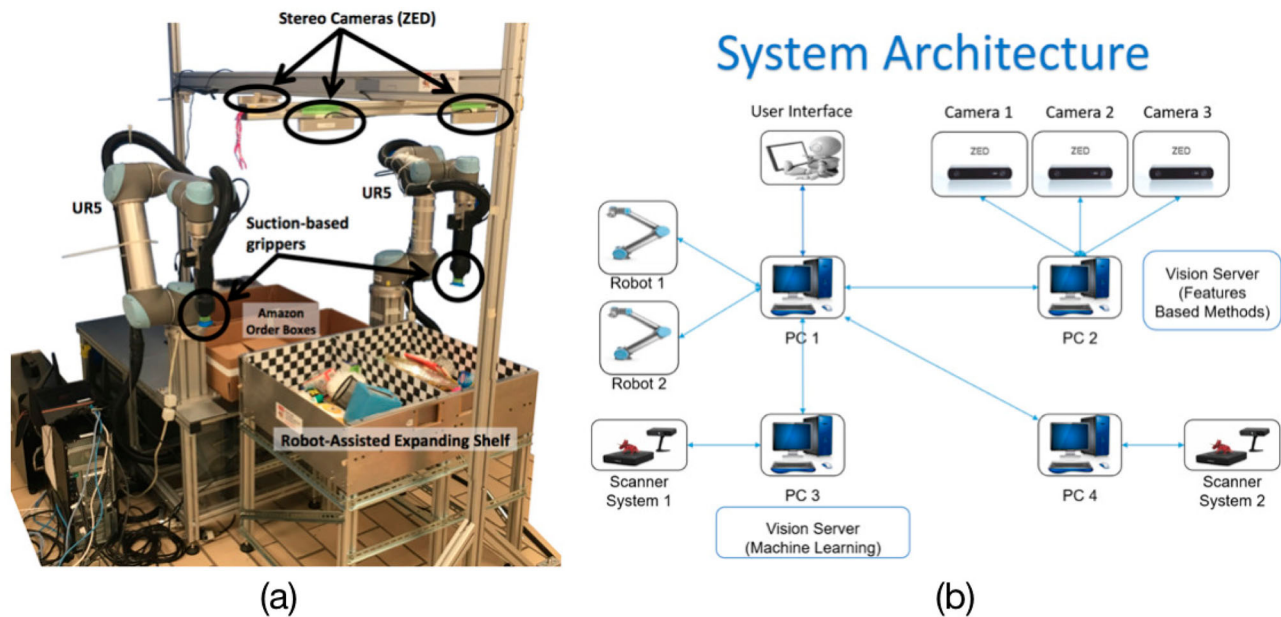 Stereo Cameras (ZED)
UR5
UR5
Suction-based
grippers
Amazon
Order Boxes
Robot-Assisted Expanding Shelf
(a)
System Architecture
User Interface
Camera 1
Camera 2
Camera 3
ZED
ZED
ZED
Robot 1
PC 1
PC 2
Vision Server
(Features
Based Methods)
Robot 2
Scanner
System 1
PC 3
PC 4
Scanner
System 2
Vision Server
(Machine Learning)
(b)